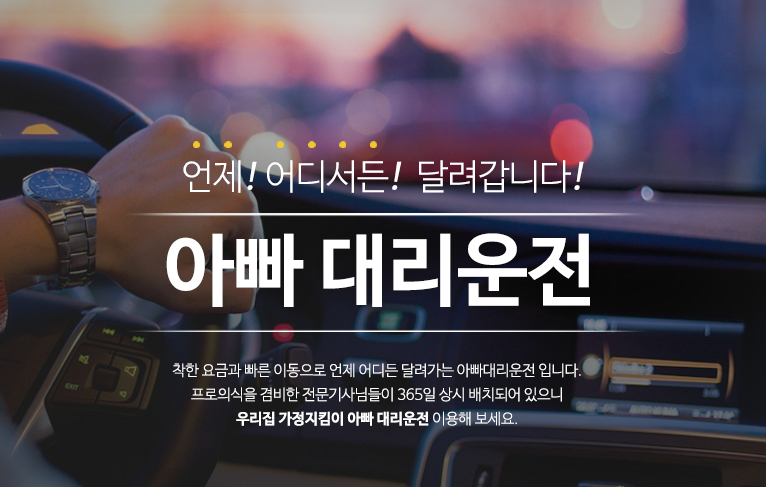 언제! 어디서든! 달려갑니다!
아빠 대리운전
착한 요금과 빠른 이동으로 언제 어디든 달려가는 아빠대리운전 입니다.
프로의식을 겸비한 전문기사님들이 365일 상시 배치되어 있으니
우리집 가정지킴이 아빠 대리운전 이용해 보세요.
EXIT